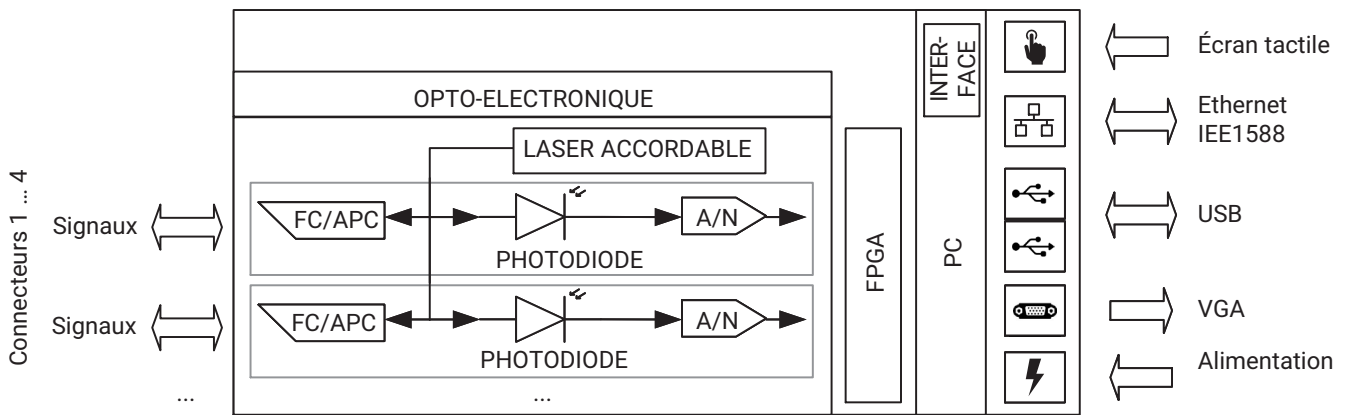 INTER-
FACE
Écran tactile
OPTO-ELECTRONIQUE
Ethernet
IEE1588
LASER ACCORDABLE
Connecteurs 1 ... 4
Signaux
FC/APC
A/N
PHOTODIODE
FPGA
PC
USB
Signaux
FC/APC
A/N
PHOTODIODE
VGA
Alimentation
...
...